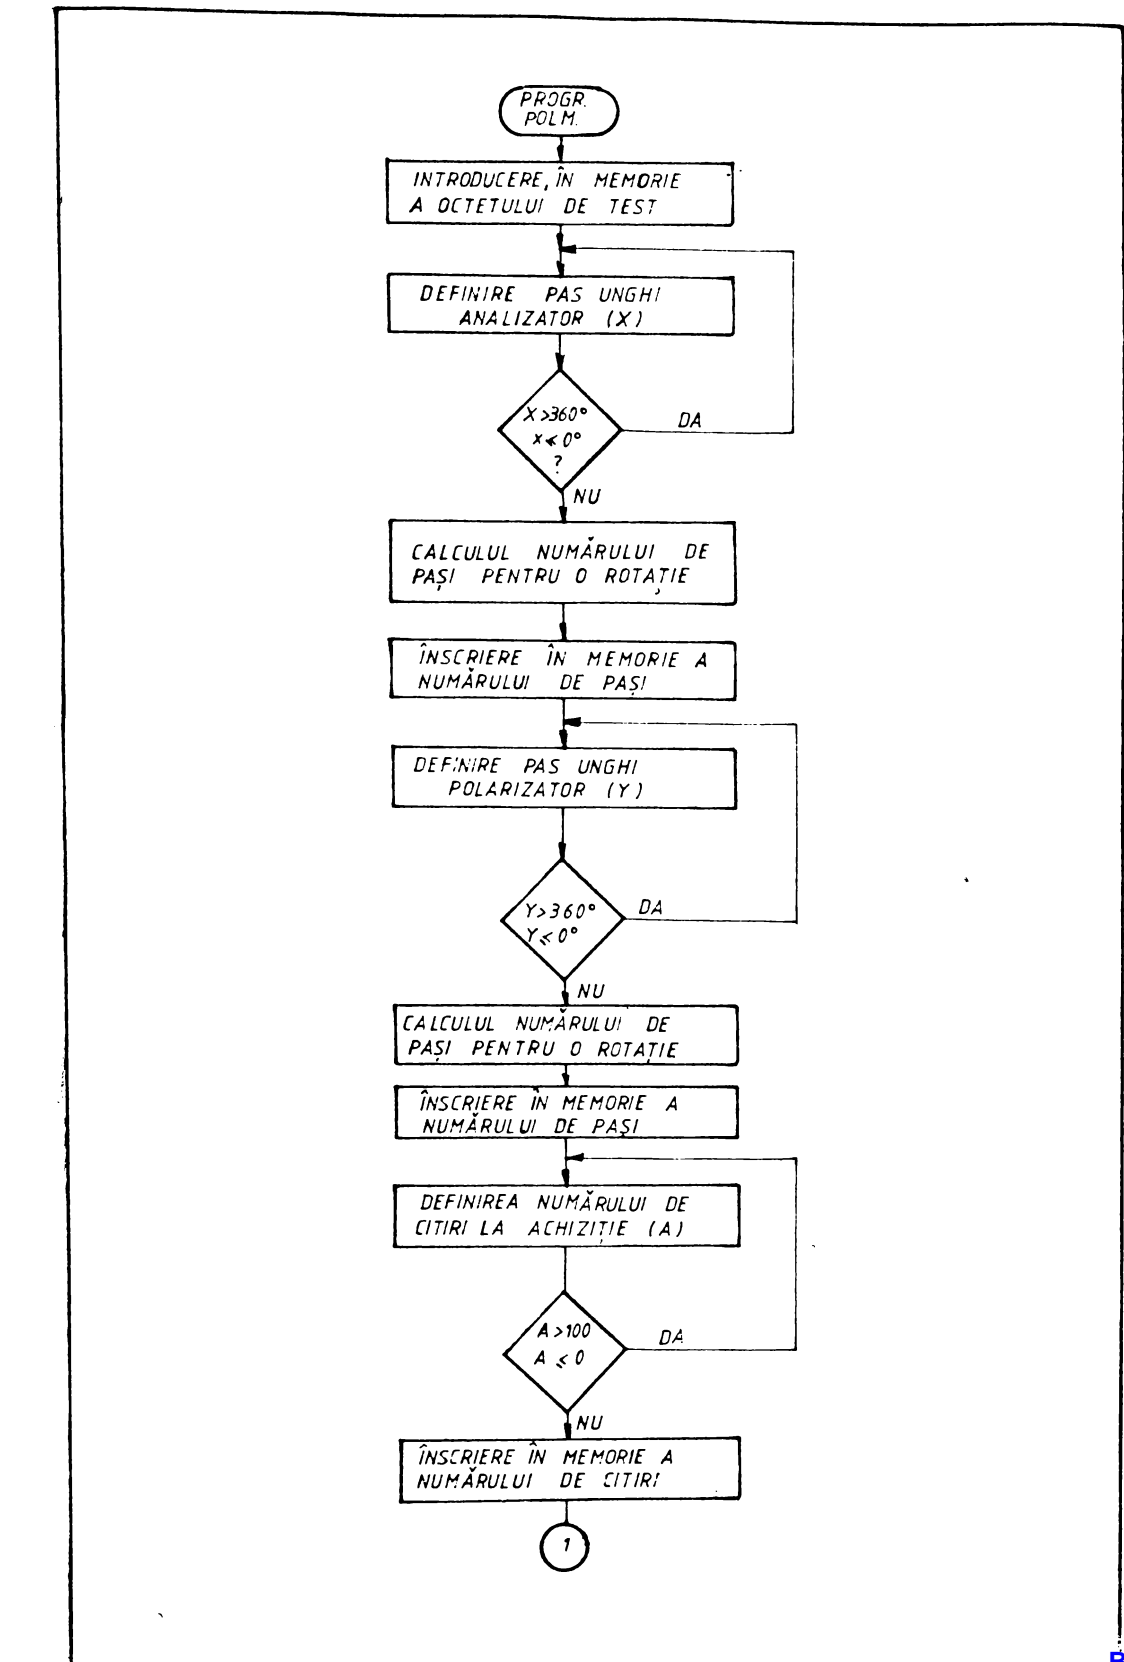 PROGR.
POLM.
INTRODUCERE, ÎN MEMORIE
A OCTETULUI DE TEST
DEFINIRE PAS UNGHI
ANALIZATOR (X)
X>360°
X≤0°
?
DA
NU
CALCULUL NUMĂRULUI DE
PAȘI PENTRU O ROTAȚIE
ÎNSCRIERE ÎN MEMORIE A
NUMĂRULUI DE PAȘI
DEFINIRE PAS UNGHI
POLARIZATOR (Y)
Y>360°
Y≤0°
DA
NU
CALCULUL NUMĂRULUI DE
PAȘI PENTRU O ROTAȚIE
ÎNSCRIERE ÎN MEMORIE A
NUMĂRULUI DE PAȘI
DEFINIREA NUMĂRULUI DE
CITIRI LA ACHIZIȚIE (A)
A>100
A ≤ 0
DA
NU
ÎNSCRIERE ÎN MEMORIE A
NUMĂRULUI DE CITIRI
1